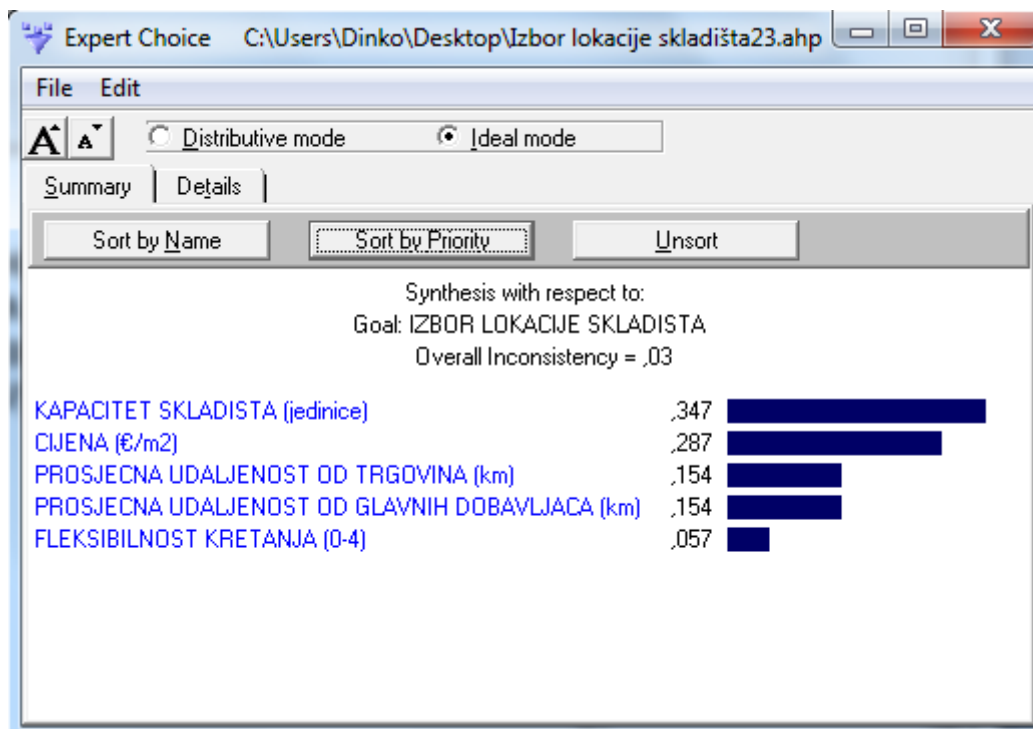 Expert Choice C:\Users\Dinko\Desktop\Izbor lokacije skladišta23.ahp
File Edit
A A Distributive mode Ideal mode
Summary Details
Sort by Name Sort by Priority Unsort
Synthesis with respect to:
Goal: IZBOR LOKACIJE SKLADISTA
Overall Inconsistency = ,03
KAPACITET SKLADISTA (jedinice) ,347
CIJENA (€/m2) ,287
PROSJECNA UDALJENOST OD TRGOVINA (km) ,154
PROSJECNA UDALJENOST OD GLAVNIH DOBAVLJACA (km) ,154
FLEKSIBILNOST KRETANJA (0-4) ,057